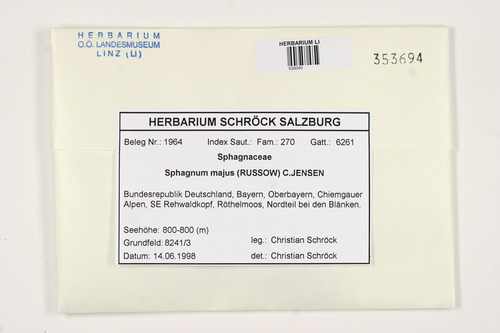 HERBARIUM
O.O. LANDESMUSEUM
LINZ (LI)
HERBARIUM LI
353694
HERBARIUM SCHRÖCK SALZBURG
Beleg Nr.: 1964 Index Saut.: Fam.: 270 Gatt.: 6261
Sphagnaceae
Sphagnum majus (RUSSOW) C.JENSEN
Bundesrepublik Deutschland, Bayern, Oberbayern, Chiemgauer
Alpen, SE Rehwaldkopf, Röthelmoos, Nordteil bei den Blänken.
Seehöhe: 800-800 (m)
Grundfeld: 8241/3 leg.: Christian Schröck
Datum: 14.06.1998 det.: Christian Schröck